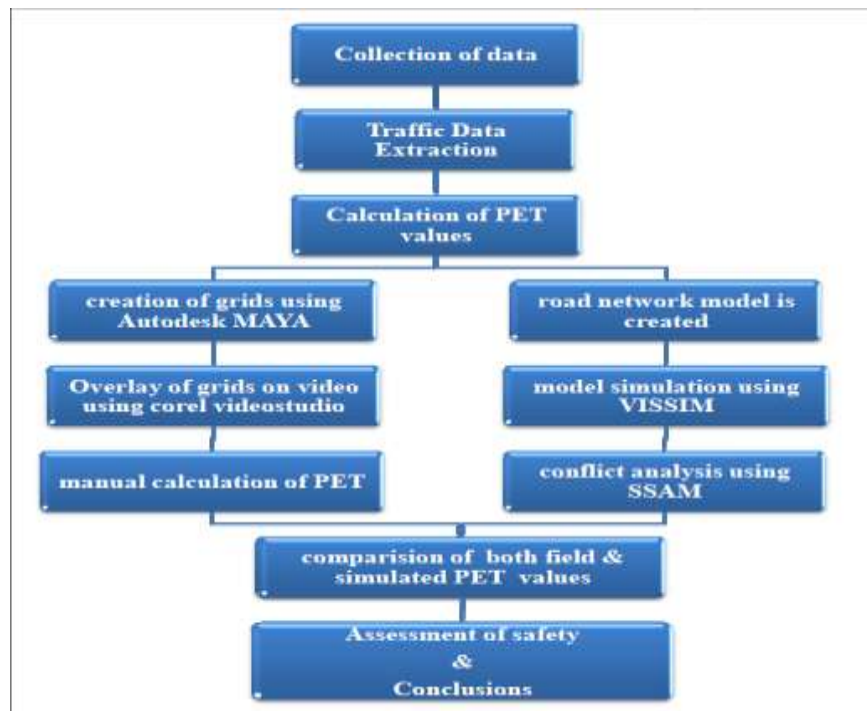 Collection of data
Traffic Data
Extraction
Calculation of PET
values
creation of grids using
Autodesk MAYA
Overlay of grids on video
using corel videostudio
manual calculation of PET
road network model is
created
model simulation using
VISSIM
conflict analysis using
SSAM
comparision of both field &
simulated PET values
Assessment of safety
&
Conclusions